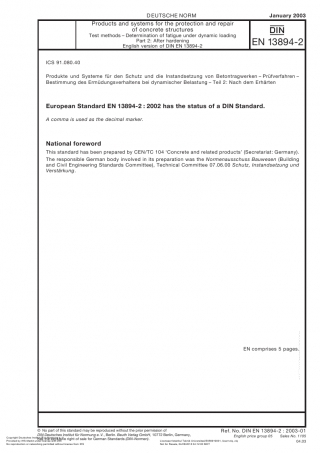 DEUTSCHE NORM
January 2003
Products and systems for the protection and repair
of concrete structures
Test methods – Determination of fatigue under dynamic loading
Part 2: After hardening
English version of DIN EN 13894-2
DIN
EN 13894-2
ICS 91.080.40
Produkte und Systeme für den Schutz und die Instandsetzung von Betontragwerken – Prüfverfahren –
Bestimmung des Ermüdungsverhaltens bei dynamischer Belastung – Teil 2: Nach dem Erhärten
European Standard EN 13894-2 : 2002 has the status of a DIN Standard.
A comma is used as the decimal marker.
National foreword
This standard has been prepared by CEN/TC 104 ‘Concrete and related products’ (Secretariat: Germany).
The responsible German body involved in its preparation was the Normenausschuss Bauwesen (Building
and Civil Engineering Standards Committee), Technical Committee 07.06.00 Schutz, Instandsetzung und
Verstärkung.
EN comprises 5 pages.
© No part of this standard may be reproduced without the prior permission of
DIN Deutsches Institut für Normung e. V., Berlin. Beuth Verlag GmbH, 10772 Berlin, Germany,
right of sale for German Standards (DIN-Normen).
Ref. No. DIN EN 13894-2 : 2003-01
English price group 05 Sales No. 1105